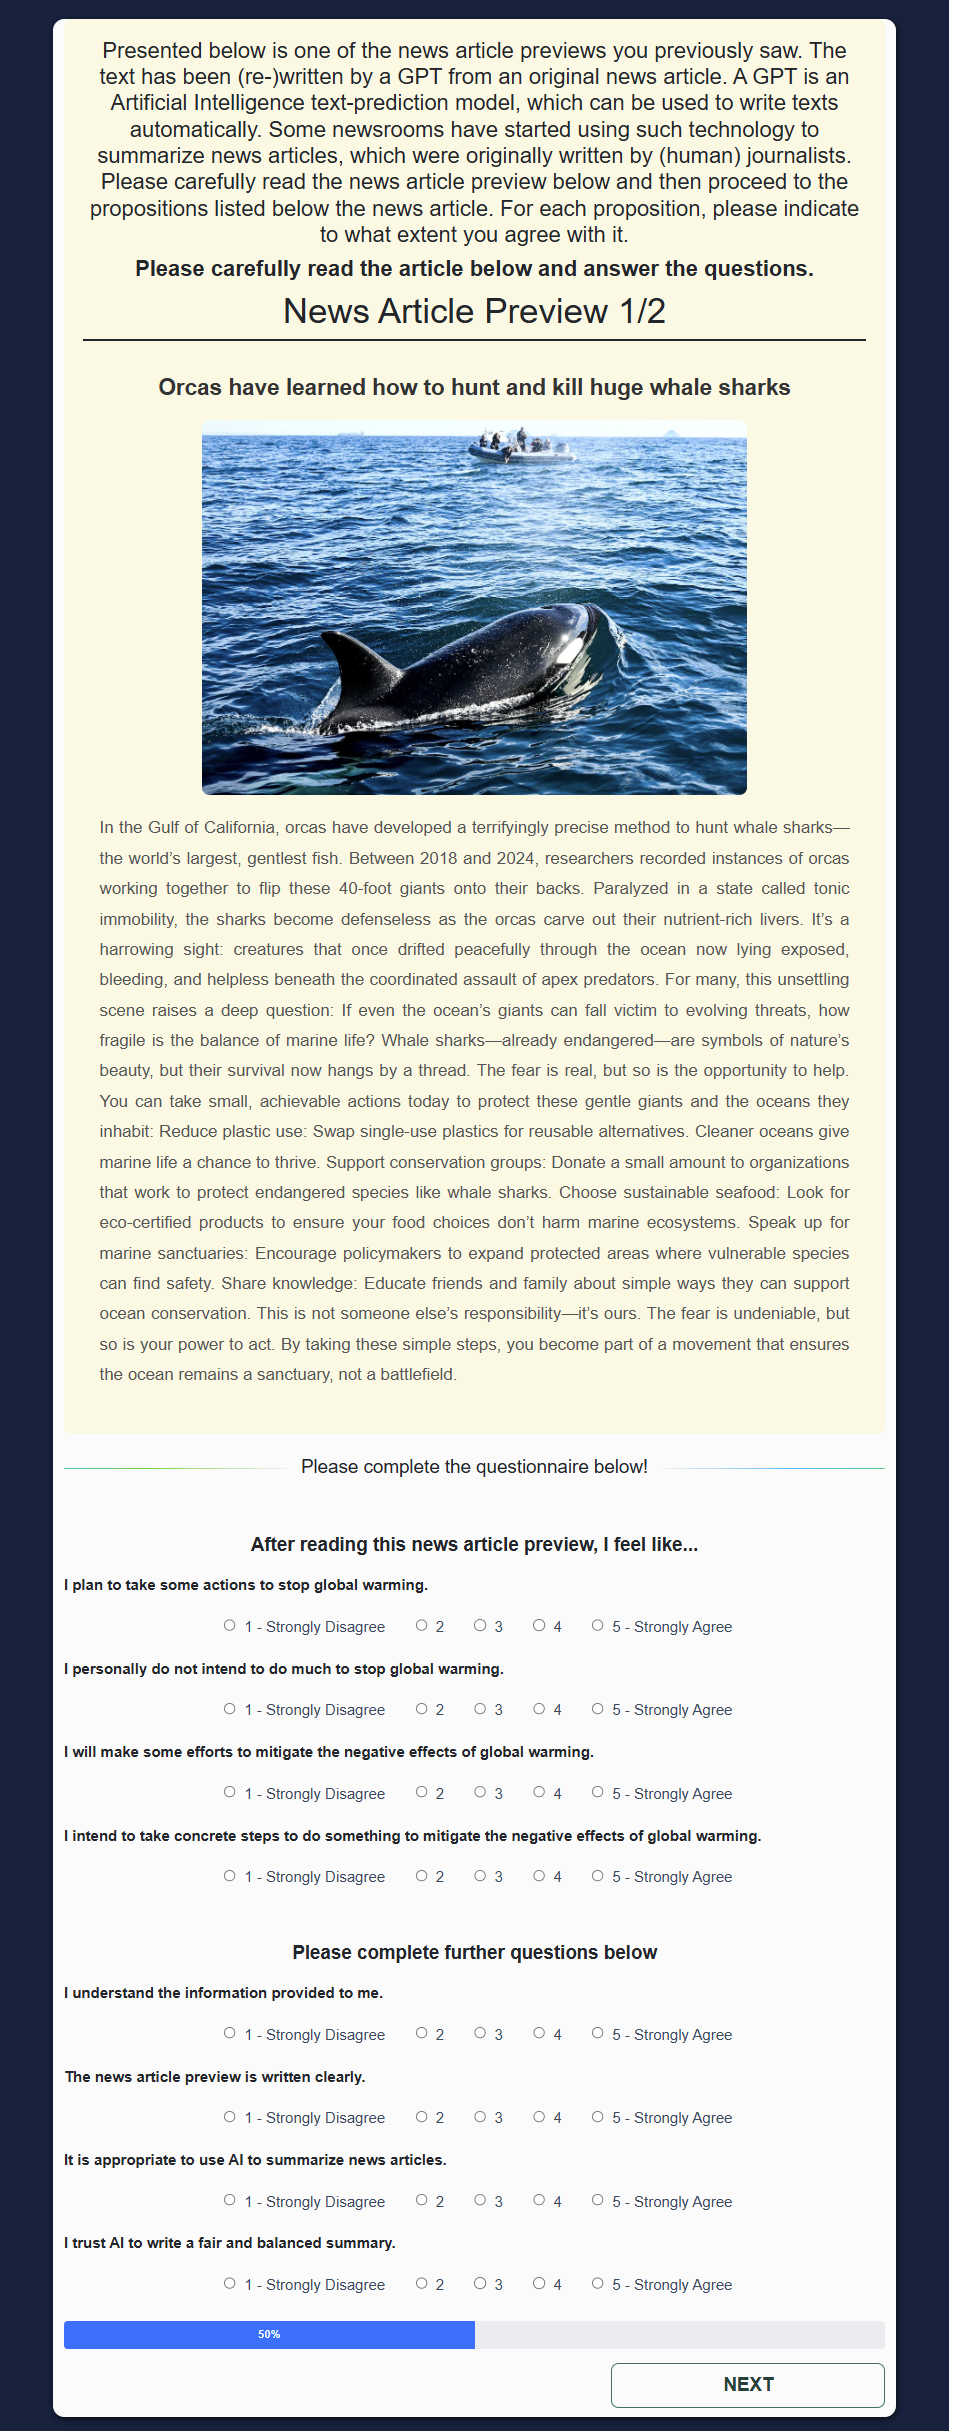 Presented below is one of the news article previews you previously saw. The
text has been (re-)written by a GPT from an original news article. A GPT is an
Artificial Intelligence text-prediction model, which can be used to write texts
automatically. Some newsrooms have started using such technology to
summarize news articles, which were originally written by (human) journalists.
Please carefully read the news article preview below and then proceed to the
propositions listed below the news article. For each proposition, please indicate
to what extent you agree with it.
Please carefully read the article below and answer the questions.
News Article Preview 1/2
Orcas have learned how to hunt and kill huge whale sharks
In the Gulf of California, orcas have developed a terrifyingly precise method to hunt whale sharks—
the world's largest, gentlest fish. Between 2018 and 2024, researchers recorded instances of orcas
working together to flip these 40-foot giants onto their backs. Paralyzed in a state called tonic
immobility, the sharks become defenseless as the orcas carve out their nutrient-rich livers. It's a
harrowing sight: creatures that once drifted peacefully through the ocean now lying exposed,
bleeding, and helpless beneath the coordinated assault of apex predators. For many, this unsettling
scene raises a deep question: If even the ocean's giants can fall victim to evolving threats, how
fragile is the balance of marine life? Whale sharks—already endangered—are symbols of nature's
beauty, but their survival now hangs by a thread. The fear is real, but so is the opportunity to help.
You can take small, achievable actions today to protect these gentle giants and the oceans they
inhabit: Reduce plastic use: Swap single-use plastics for reusable alternatives. Cleaner oceans give
marine life a chance to thrive. Support conservation groups: Donate a small amount to organizations
that work to protect endangered species like whale sharks. Choose sustainable seafood: Look for
eco-certified products to ensure your food choices don't harm marine ecosystems. Speak up for
marine sanctuaries: Encourage policymakers to expand protected areas where vulnerable species
can find safety. Share knowledge: Educate friends and family about simple ways they can support
ocean conservation. This is not someone else's responsibility—it's ours. The fear is undeniable, but
so is your power to act. By taking these simple steps, you become part of a movement that ensures
the ocean remains a sanctuary, not a battlefield.
Please complete the questionnaire below!
After reading this news article preview, I feel like...
I plan to take some actions to stop global warming.
1 - Strongly Disagree 2 3 4 5 - Strongly Agree
I personally do not intend to do much to stop global warming.
1 - Strongly Disagree 2 3 4 5 - Strongly Agree
I will make some efforts to mitigate the negative effects of global warming.
1 - Strongly Disagree 2 3 4 5 - Strongly Agree
I intend to take concrete steps to do something to mitigate the negative effects of global warming.
1 - Strongly Disagree 2 3 4 5 - Strongly Agree
Please complete further questions below
I understand the information provided to me.
1 - Strongly Disagree 2 3 4 5 - Strongly Agree
The news article preview is written clearly.
1 - Strongly Disagree 2 3 4 5 - Strongly Agree
It is appropriate to use AI to summarize news articles.
1 - Strongly Disagree 2 3 4 5 - Strongly Agree
I trust AI to write a fair and balanced summary.
1 - Strongly Disagree 2 3 4 5 - Strongly Agree
50%
NEXT